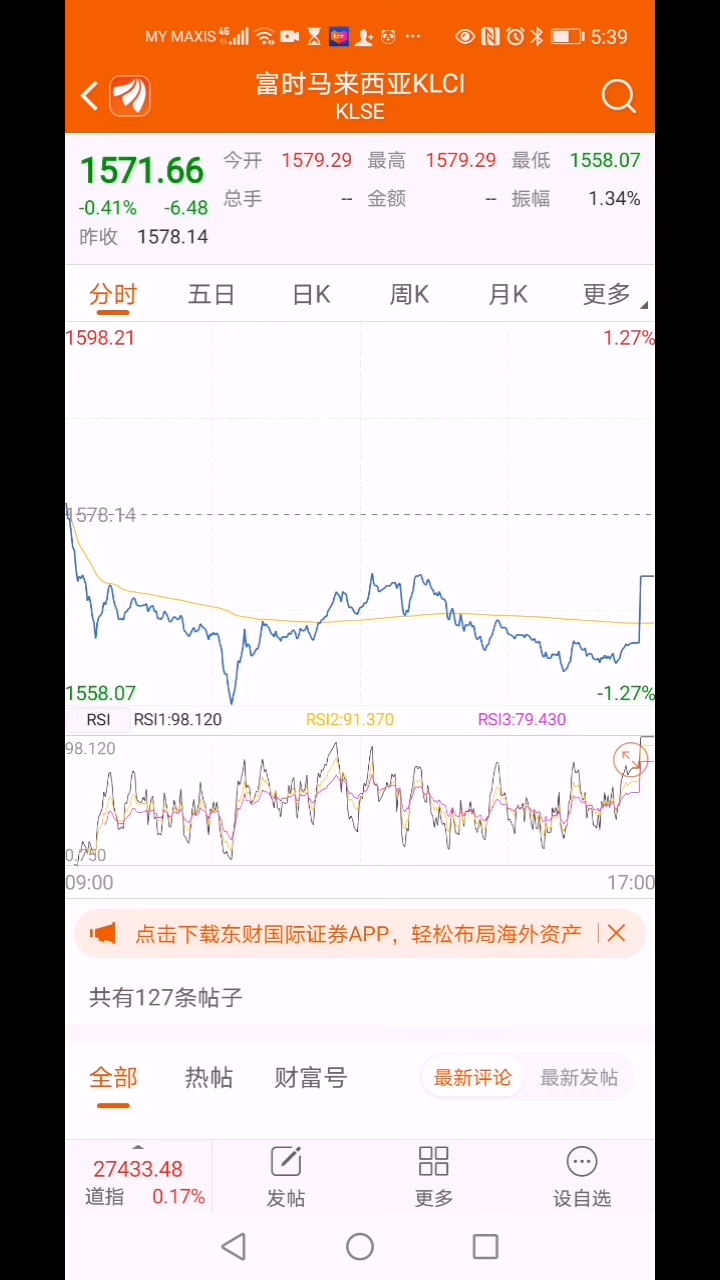 MY MAXIS 4G ... 5:39
富时马来西亚KLCI
KLSE
1571.66
-0.41% -6.48
昨收 1578.14
今开 1579.29 最高 1579.29 最低 1558.07
总手 -- 金额 -- 振幅 1.34%
分时 五日 日K 周K 月K 更多
1598.21 1.27%
1578.14
1558.07 -1.27%
RSI RSI1:98.120 RSI2:91.370 RSI3:79.430
98.120
0.750
09:00 17:00
点击下载东财国际证券APP，轻松布局海外资产
共有127条帖子
全部 热帖 财富号 最新评论 最新发帖
27433.48
道指 0.17%
发帖 更多 设自选